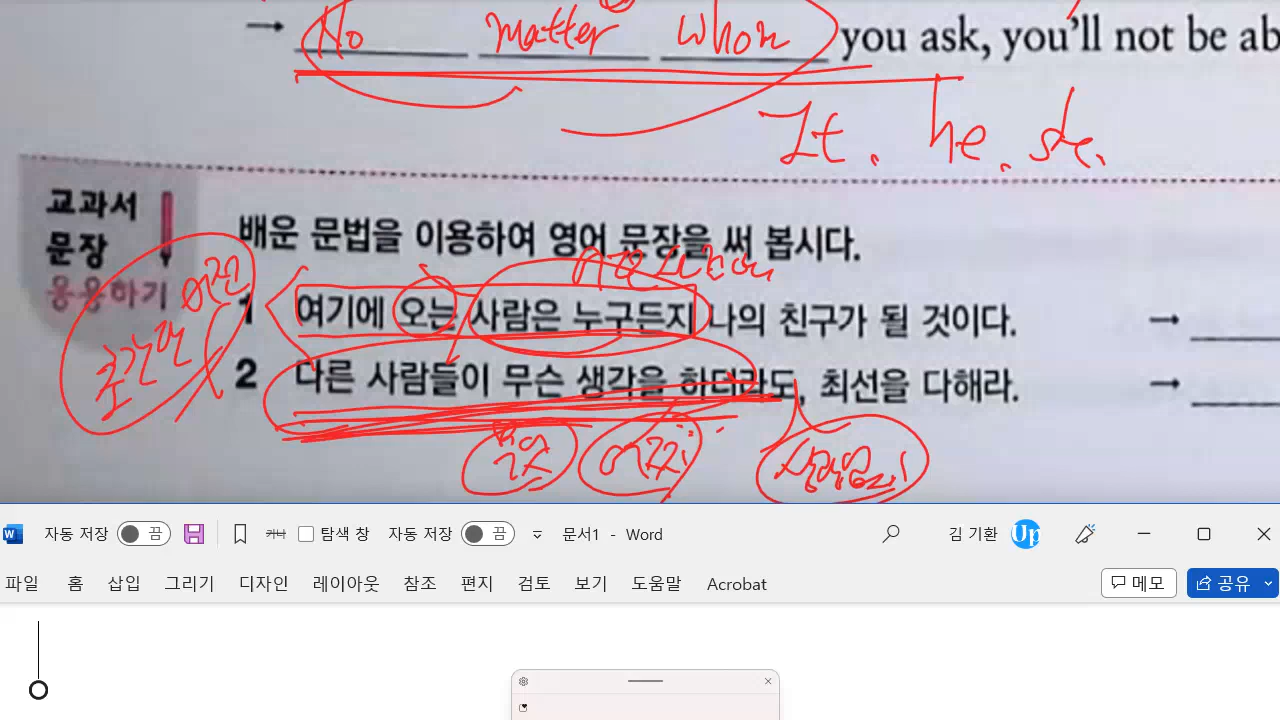 → No matter whom you ask, you'll not be ab
It. he. she.
교과서
문장
응용하기
배운 문법을 이용하여 영어 문장을 써 봅시다.
1 여기에 오는 사람은 누구든지 나의 친구가 될 것이다. →
2 다른 사람들이 무슨 생각을 하더라도, 최선을 다해라. →
자동 저장 끔 가나 탐색 창 자동 저장 끔 문서1 - Word 김 기환 Up
파일 홈 삽입 그리기 디자인 레이아웃 참조 편지 검토 보기 도움말 Acrobat 메모 공유